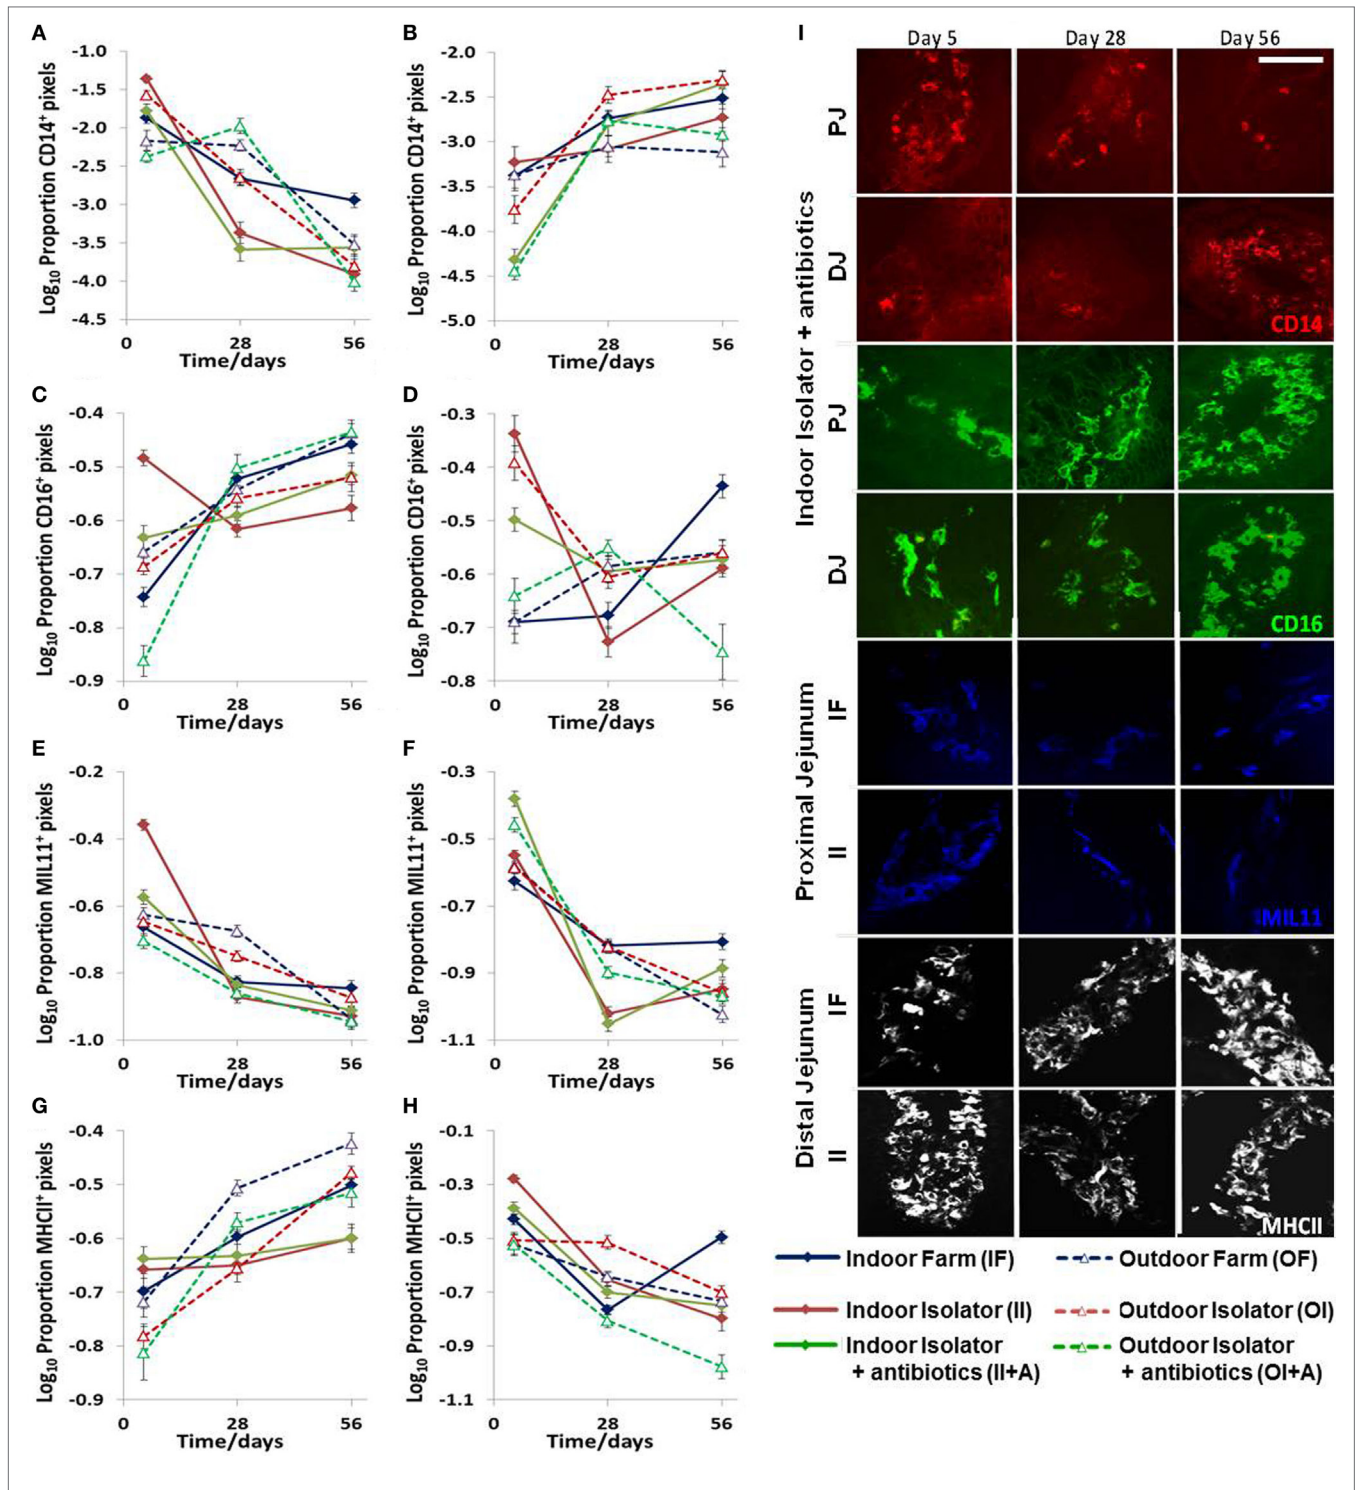 A
Log10 Proportion CD14+ pixels
-1.0
-1.5
-2.0
-2.5
-3.0
-3.5
-4.0
-4.5
0
28
56
Time/days
B
Log10 Proportion CD14+ pixels
-2.0
-2.5
-3.0
-3.5
-4.0
-4.5
-5.0
0
28
56
Time/days
C
Log10 Proportion CD16+ pixels
-0.4
-0.5
-0.6
-0.7
-0.8
-0.9
0
28
56
Time/days
D
Log10 Proportion CD16+ pixels
-0.3
-0.4
-0.5
-0.6
-0.7
-0.8
0
28
56
Time/days
E
Log10 Proportion MIL11+ pixels
-0.2
-0.4
-0.6
-0.8
-1.0
0
28
56
Time/days
F
Log10 Proportion MIL11+ pixels
-0.3
-0.5
-0.7
-0.9
-1.1
0
28
56
Time/days
G
Log10 Proportion MHCII+ pixels
-0.4
-0.5
-0.6
-0.7
-0.8
-0.9
0
28
56
Time/days
H
Log10 Proportion MHCII+ pixels
-0.1
-0.3
-0.5
-0.7
-0.9
-1.1
0
28
56
Time/days
I
Day 5
Day 28
Day 56
Indoor Isolator + antibiotics
PJ
DJ
CD14
PJ
DJ
CD16
Proximal Jejunum
IF
II
MIL11
Distal Jejunum
IF
II
MHCII
Indoor Farm (IF)
Outdoor Farm (OF)
Indoor Isolator (II)
Outdoor Isolator (OI)
Indoor Isolator
+ antibiotics (II+A)
Outdoor Isolator
+ antibiotics (OI+A)